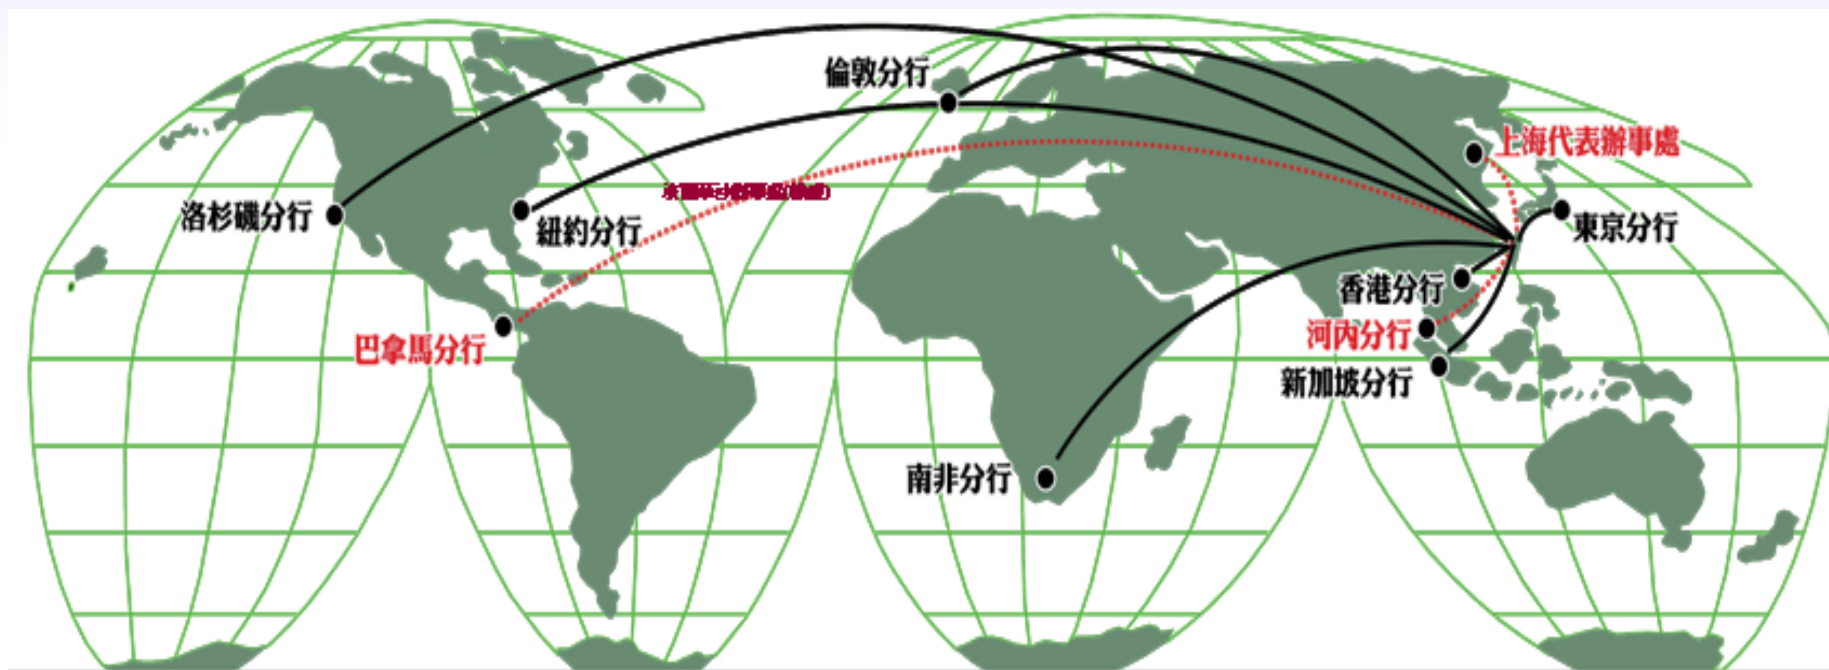 倫敦分行
上海代表辦事處
洛杉磯分行
紐約分行
東京分行
香港分行
巴拿馬分行
河內分行
新加坡分行
南非分行